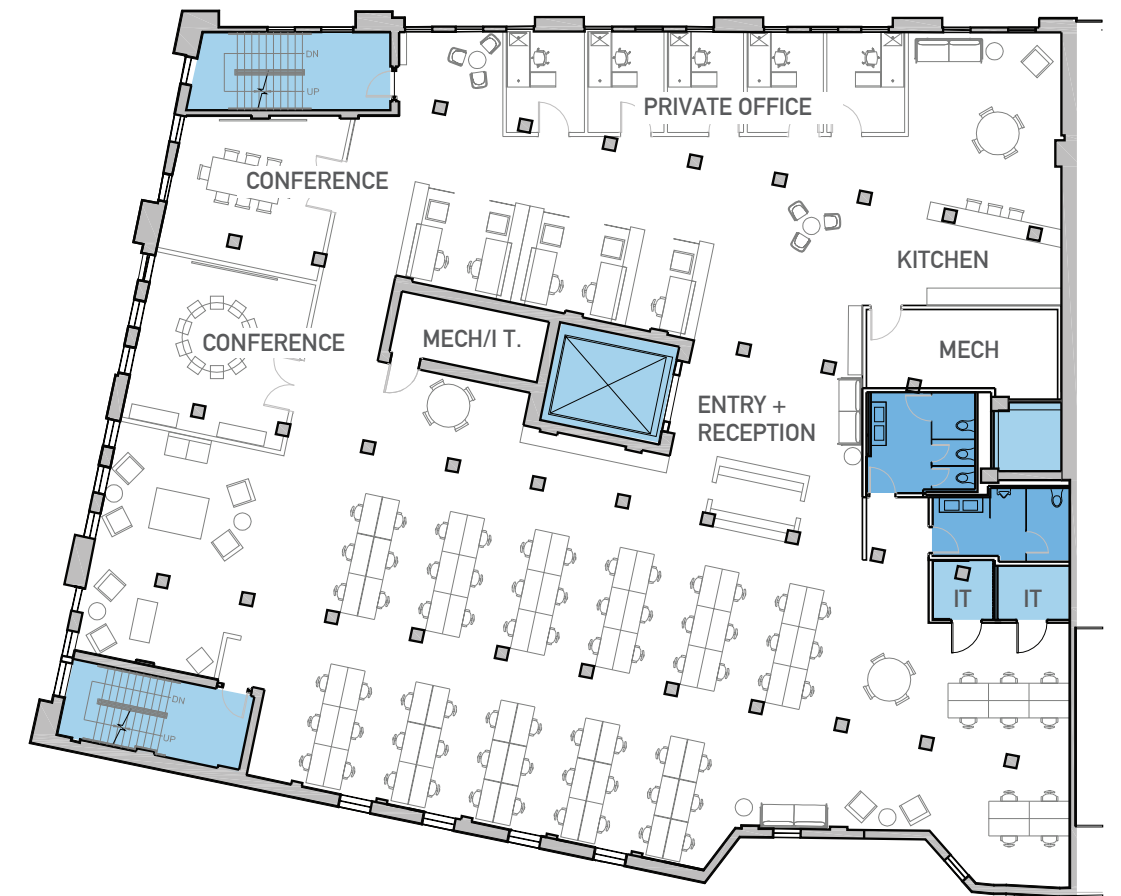 DN
UP
PRIVATE OFFICE
CONFERENCE
KITCHEN
CONFERENCE
MECH/I T.
MECH
ENTRY +
RECEPTION
IT
IT
DN
UP